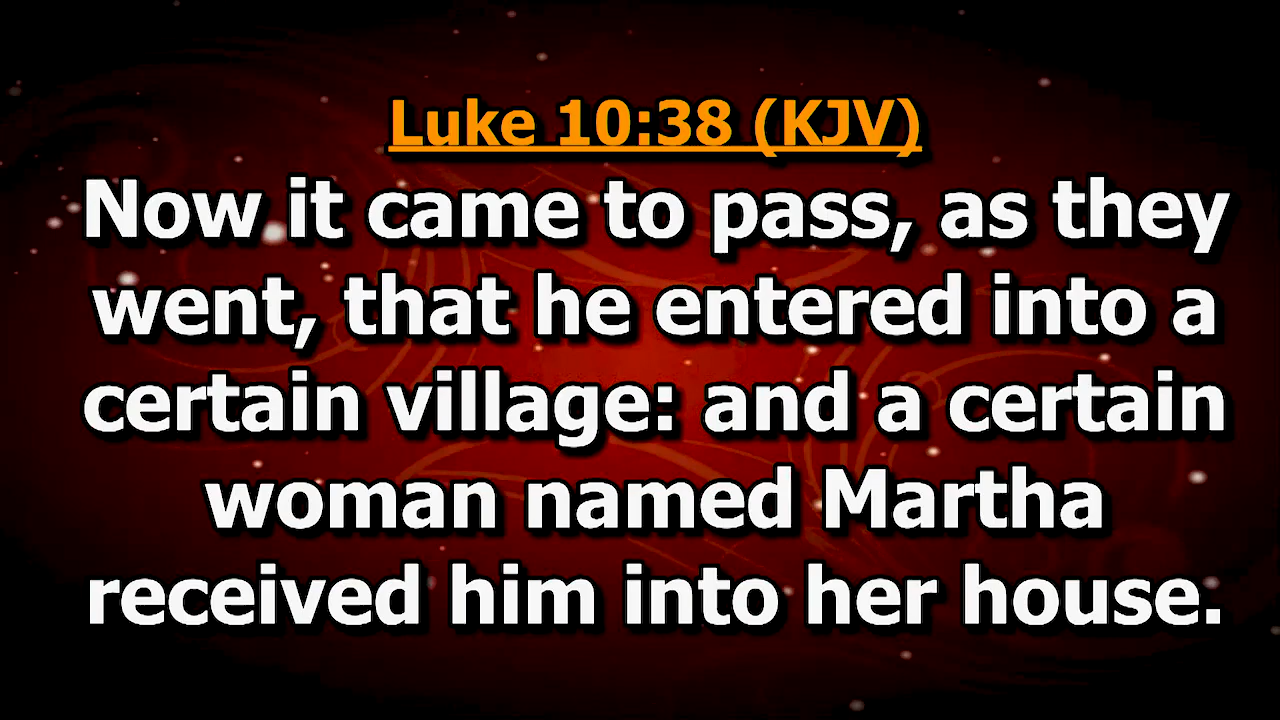 Luke 10:38 (KJV)
Now it came to pass, as they
went, that he entered into a
certain village: and a certain
woman named Martha
received him into her house.